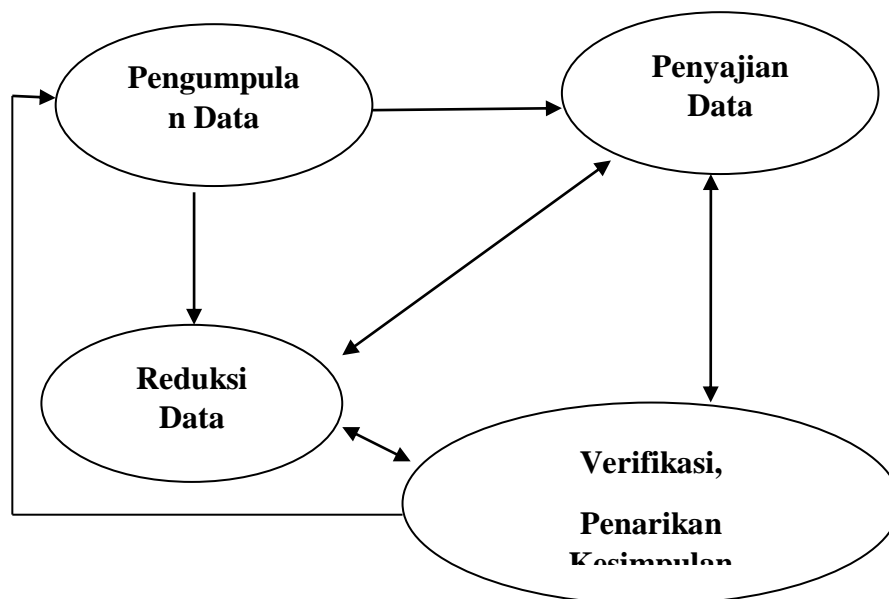 Pengumpula
n Data
Penyajian
Data
Reduksi
Data
Verifikasi,
Penarikan
Kesimpulan